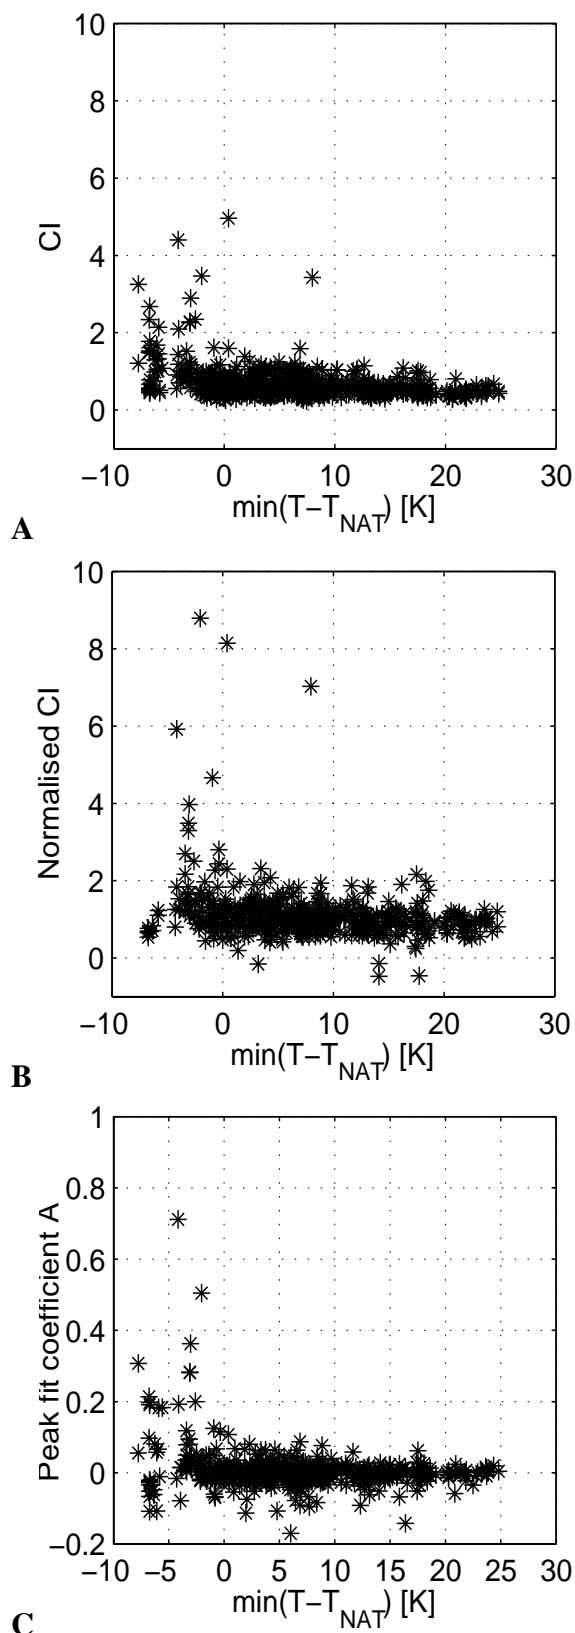 10
8
6
4
2
0
CI
−10 0 10 20 30
min(T−T_NAT) [K]
A
10
8
6
4
2
0
Normalised CI
−10 0 10 20 30
min(T−T_NAT) [K]
B
1
0.8
0.6
0.4
0.2
0
−0.2
Peak fit coefficient A
−10 −5 0 5 10 15 20 25 30
min(T−T_NAT) [K]
C